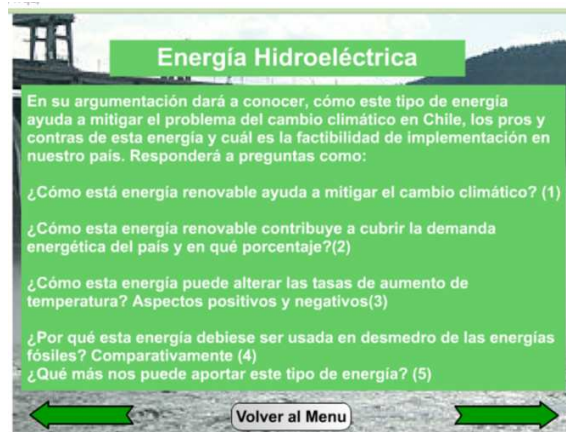 Energía Hidroeléctrica
En su argumentación dará a conocer, cómo este tipo de energía
ayuda a mitigar el problema del cambio climático en Chile, los pros y
contras de esta energía y cuál es la factibilidad de implementación en
nuestro país. Responderá a preguntas como:
¿Cómo está energía renovable ayuda a mitigar el cambio climático? (1)
¿Cómo esta energía renovable contribuye a cubrir la demanda
energética del país y en qué porcentaje?(2)
¿Cómo esta energía puede alterar las tasas de aumento de
temperatura? Aspectos positivos y negativos(3)
¿Por qué esta energía debiese ser usada en desmedro de las energías
fósiles? Comparativamente (4)
¿Qué más nos puede aportar este tipo de energía? (5)
Volver al Menu